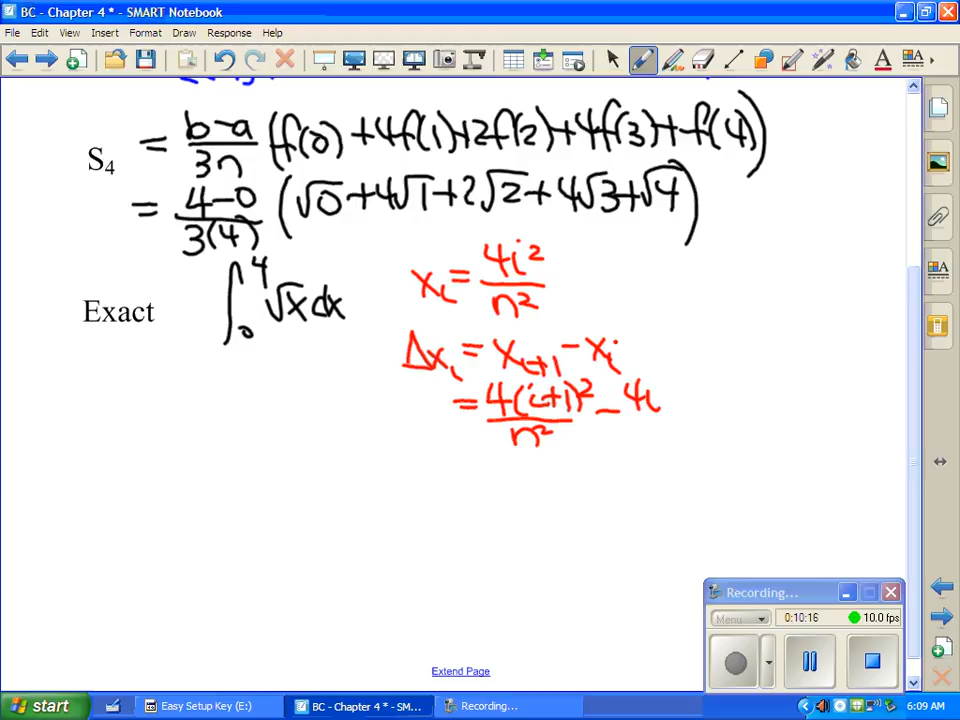 BC - Chapter 4 * - SMART Notebook
File Edit View Insert Format Draw Response Help
S₄ = b-a/3n (f(0)+4f(1)+2f(2)+4f(3)+f(4))
= 4-0/3(4) (√0+4√1+2√2+4√3+√4)
Exact ∫₀⁴ √x dx
xᵢ = 4i²/n²
Δxᵢ = xᵢ₊₁ - xᵢ
= 4(i+1)²/n² - 4i
Recording...
Menu 0:10:16 10.0 fps
Extend Page
start Easy Setup Key (E:) BC - Chapter 4 * - SM... Recording... 6:09 AM